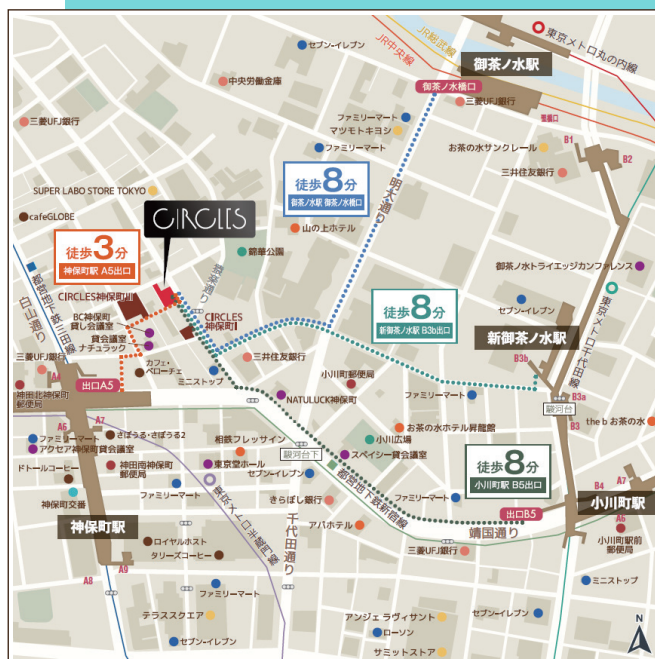 セブン-イレブン
JR総武線
JR中央線
東京メトロ丸の内線
御茶ノ水駅
中央労働金庫
御茶ノ水橋口
三菱UFJ銀行
三菱UFJ銀行
ファミリーマート
マツモトキヨシ
ファミリーマート
聖橋口
B1
B2
お茶の水サンクレール
三井住友銀行
徒歩8分
御茶ノ水駅 御茶ノ水橋口
明大通り
SUPER LABO STORE TOKYO
cafeGLOBE
CIRCLES
山の上ホテル
徒歩3分
神保町駅 A5出口
錦華公園
御茶ノ水トライエッジカンファレンス
都営地下鉄三田線
白山通り
CIRCLES神保町III
BC神保町
貸し会議室
貸会議室
ナチュラック
CIRCLES
神保町I
徒歩8分
新御茶ノ水駅 B3b出口
セブン-イレブン
新御茶ノ水駅
東京メトロ千代田線
三菱UFJ銀行
カフェ・
ベローチェ
ミニストップ
三井住友銀行
小川町郵便局
B3b
A4
出口A5
神田北神保町
郵便局
NATULUCK神保町
ファミリーマート
B3a
駿河台
B3
A6
A7
ファミリーマート
アクセア神保町貸会議室
さぼうる・さぼうる2
相鉄フレッサイン
お茶の水ホテル昇龍館
小川広場
the b お茶の水
ドトールコーヒー
神田南神保町
郵便局
東京堂ホール
駿河台下
スペイシー貸会議室
徒歩8分
小川町駅 B5出口
神保町交番
ファミリーマート
セブン-イレブン
都営地下鉄新宿線
ファミリーマート
B4
A7
小川町駅
神保町駅
東京メトロ半蔵門線
千代田通り
きらぼし銀行
アパホテル
出口B5
靖国通り
A6
小川町駅前
郵便局
ロイヤルホスト
タリーズコーヒー
三菱UFJ銀行
A8
A9
ファミリーマート
ミニストップ
テラススクエア
セブン-イレブン
アンジェ ラヴィサント
ローソン
サミットストア
セブン-イレブン
N